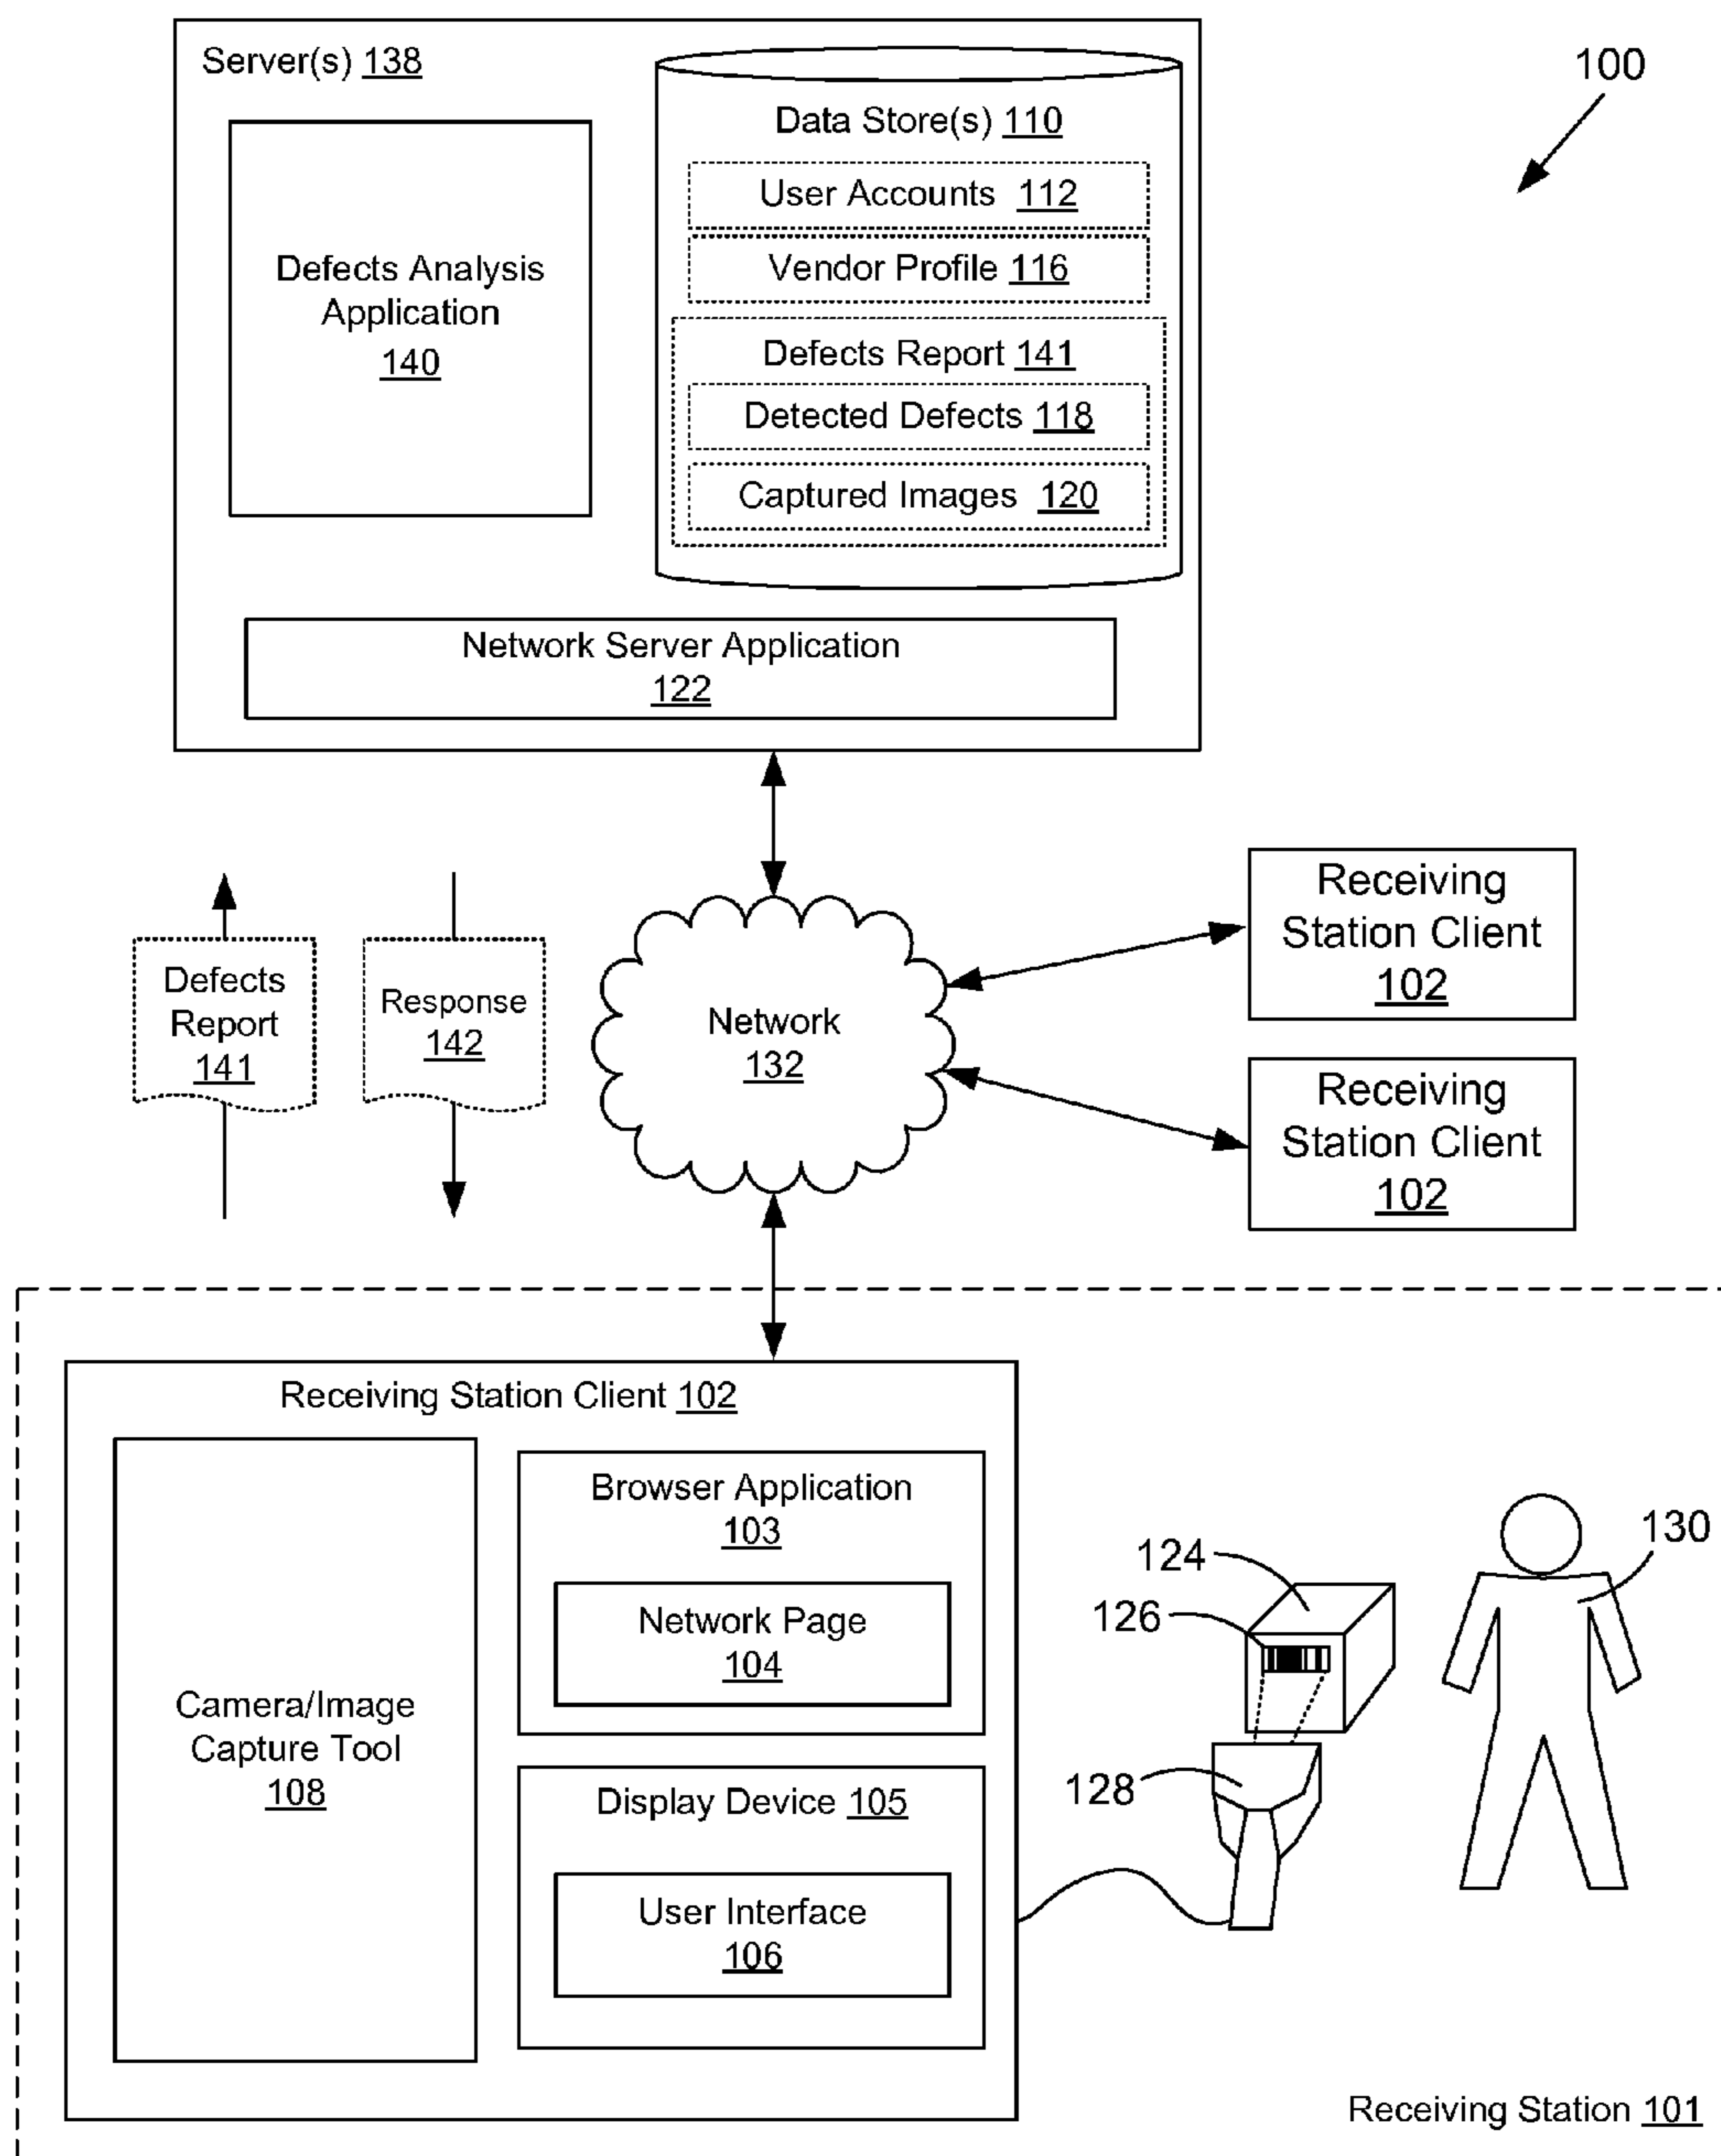 Server(s) 138
100
Data Store(s) 110
User Accounts 112
Vendor Profile 116
Defects Analysis
Application
140
Defects Report 141
Detected Defects 118
Captured Images 120
Network Server Application
122
Defects
Report
141
Response
142
Network
132
Receiving
Station Client
102
Receiving
Station Client
102
Receiving Station Client 102
Browser Application
103
Network Page
104
Camera/Image
Capture Tool
108
Display Device 105
User Interface
106
124
126
128
130
Receiving Station 101